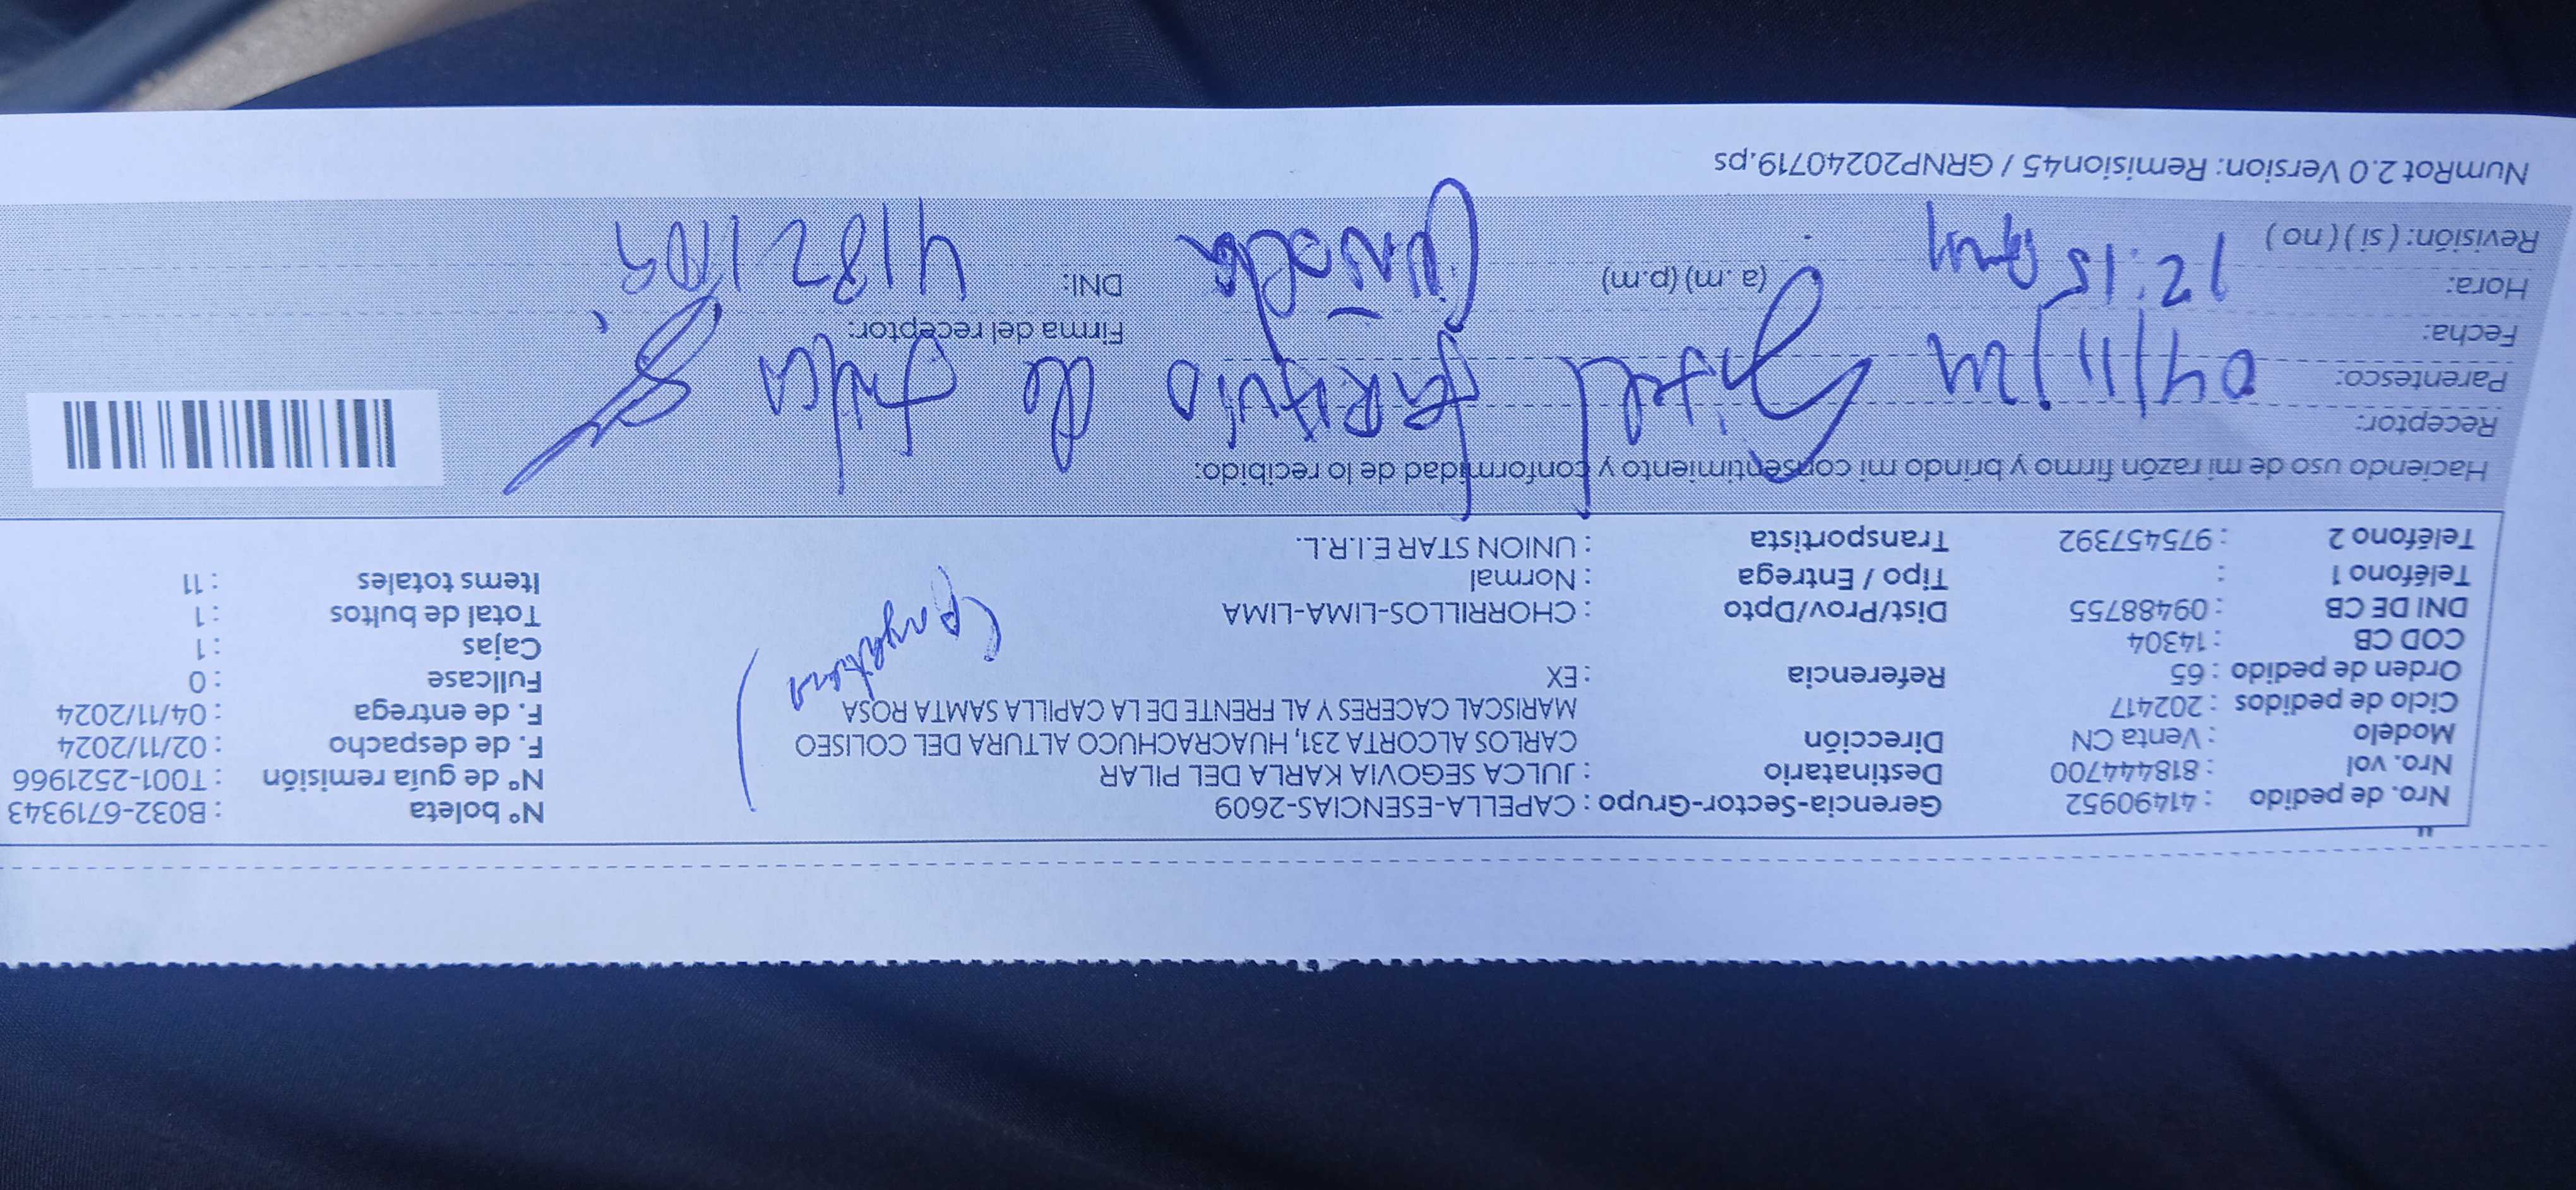 Nro. de pedido : 41490952 Gerencia-Sector-Grupo : CAPELLA-ESENCIAS-2609 N° boleta : B032-6719343
Nro. vol : 818444700 Destinatario : JULCA SEGOVIA KARLA DEL PILAR N° de guía remisión : T001-2521966
Modelo : Venta CN Dirección CARLOS ALCORTA 231, HUACRACHUCO ALTURA DEL COLISEO F. de despacho : 02/11/2024
Ciclo de pedidos : 202417 MARISCAL CACERES Y AL FRENTE DE LA CAPILLA SAMTA ROSA F. de entrega : 04/11/2024
Orden de pedido : 65 Referencia : EX Fullcase : 0
COD CB : 14304 Cajas : 1
DNI DE CB : 09488755 Dist/Prov/Dpto : CHORRILLOS-LIMA-LIMA Total de bultos : 1
Teléfono 1 : Tipo / Entrega : Normal Items totales : 11
Teléfono 2 : 975457392 Transportista : UNION STAR E.I.R.L.
Haciendo uso de mi razón firmo y brindo mi consentimiento y conformidad de lo recibido:
Receptor:
Parentesco:
04/11/24 de
Fecha: Firma del receptor:
Hora: 12:15 (a.m) (p.m) DNI:
Revisión: ( si ) ( no )
NumRot 2.0 Version: Remision45 / GRNP20240719.ps